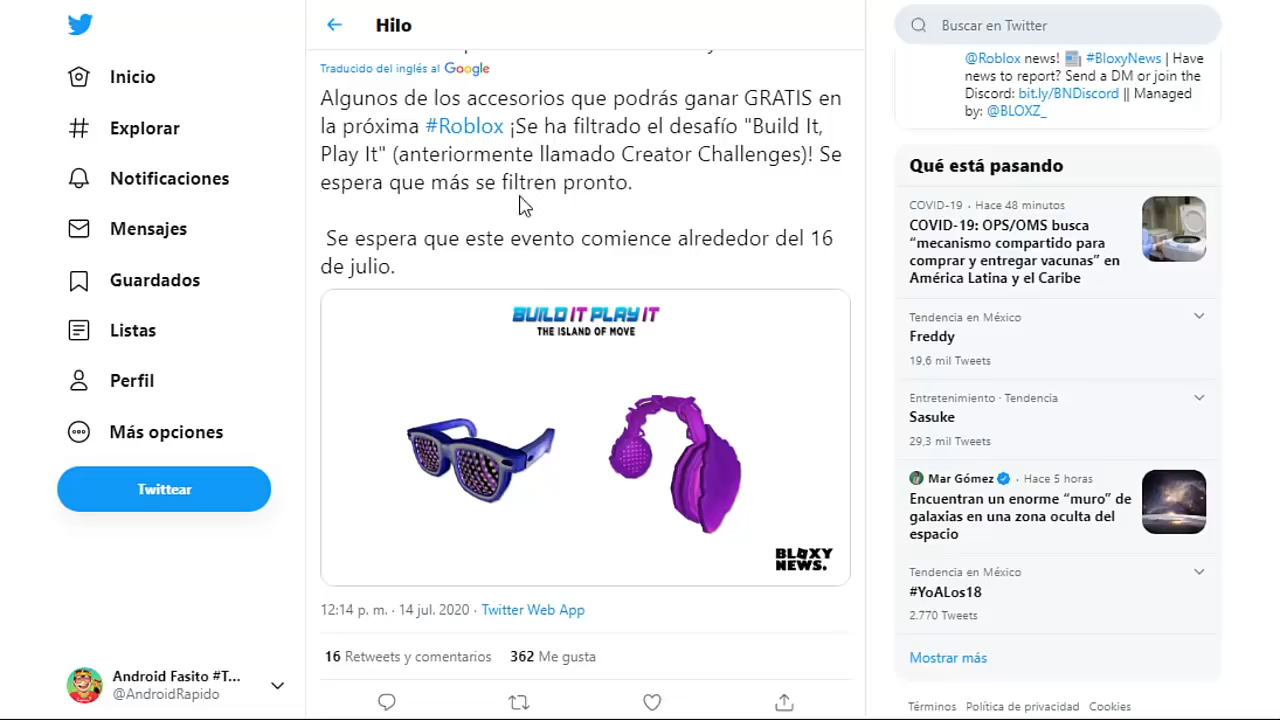 Inicio
Explorar
Notificaciones
Mensajes
Guardados
Listas
Perfil
Más opciones
Twittear
Android Fasito #T...
@AndroidRapido
Hilo
Traducido del inglés al Google
Algunos de los accesorios que podrás ganar GRATIS en
la próxima #Roblox ¡Se ha filtrado el desafío "Build It,
Play It" (anteriormente llamado Creator Challenges)! Se
espera que más se filtren pronto.
Se espera que este evento comience alrededor del 16
de julio.
BUILD IT PLAY IT
THE ISLAND OF MOVE
BLOXY
NEWS.
12:14 p. m. · 14 jul. 2020 · Twitter Web App
16 Retweets y comentarios 362 Me gusta
Buscar en Twitter
@Roblox news! 📰 #BloxyNews | Have
news to report? Send a DM or join the
Discord: bit.ly/BNDiscord || Managed
by: @BLOXZ_
Qué está pasando
COVID-19 · Hace 48 minutos
COVID-19: OPS/OMS busca
“mecanismo compartido para
comprar y entregar vacunas” en
América Latina y el Caribe
Tendencia en México
Freddy
19,6 mil Tweets
Entretenimiento · Tendencia
Sasuke
29,3 mil Tweets
Mar Gómez · Hace 5 horas
Encuentran un enorme “muro” de
galaxias en una zona oculta del
espacio
Tendencia en México
#YoALos18
2.770 Tweets
Mostrar más
Términos Política de privacidad Cookies